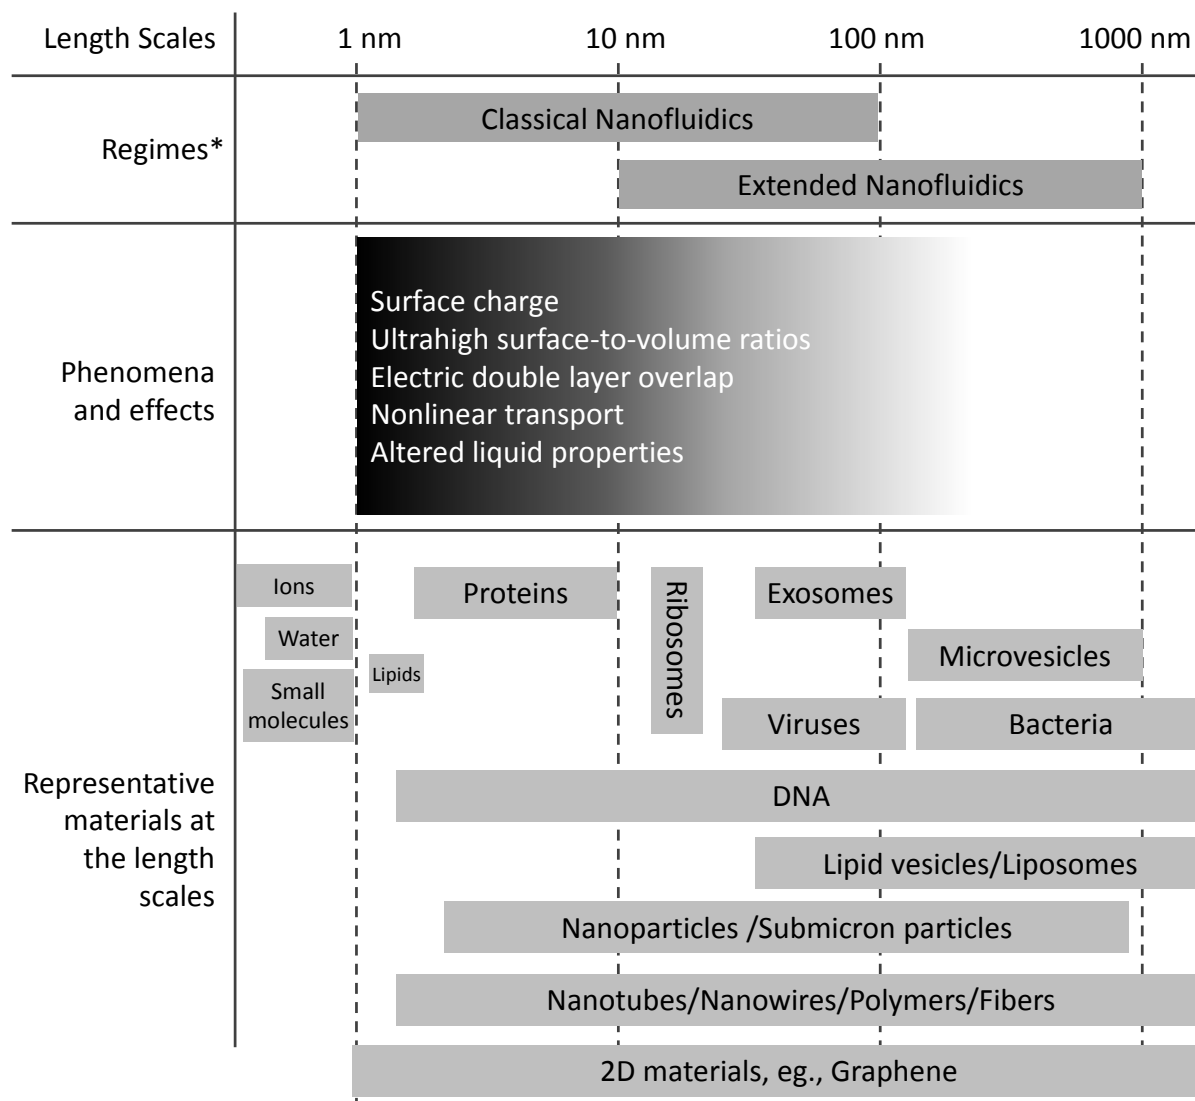 Length Scales
1 nm
10 nm
100 nm
1000 nm
Regimes*
Classical Nanofluidics
Extended Nanofluidics
Phenomena
and effects
Surface charge
Ultrahigh surface-to-volume ratios
Electric double layer overlap
Nonlinear transport
Altered liquid properties
Representative
materials at
the length
scales
Ions
Water
Small
molecules
Lipids
Proteins
Ribosomes
Exosomes
Microvesicles
Viruses
Bacteria
DNA
Lipid vesicles/Liposomes
Nanoparticles /Submicron particles
Nanotubes/Nanowires/Polymers/Fibers
2D materials, eg., Graphene